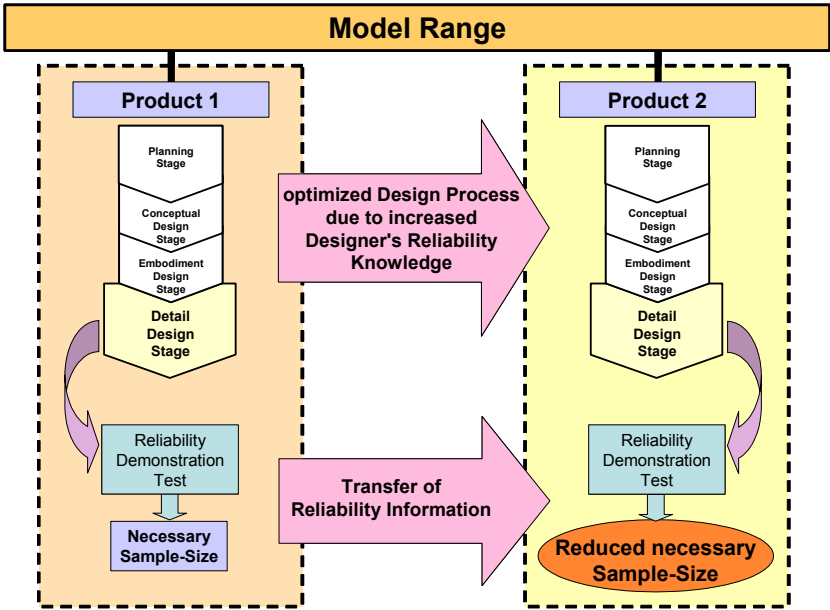 Model Range
Product 1
Planning
Stage
Conceptual
Design
Stage
Embodiment
Design
Stage
Detail
Design
Stage
Reliability
Demonstration
Test
Necessary
Sample-Size
optimized Design Process
due to increased
Designer's Reliability
Knowledge
Transfer of
Reliability Information
Product 2
Planning
Stage
Conceptual
Design
Stage
Embodiment
Design
Stage
Detail
Design
Stage
Reliability
Demonstration
Test
Reduced necessary
Sample-Size